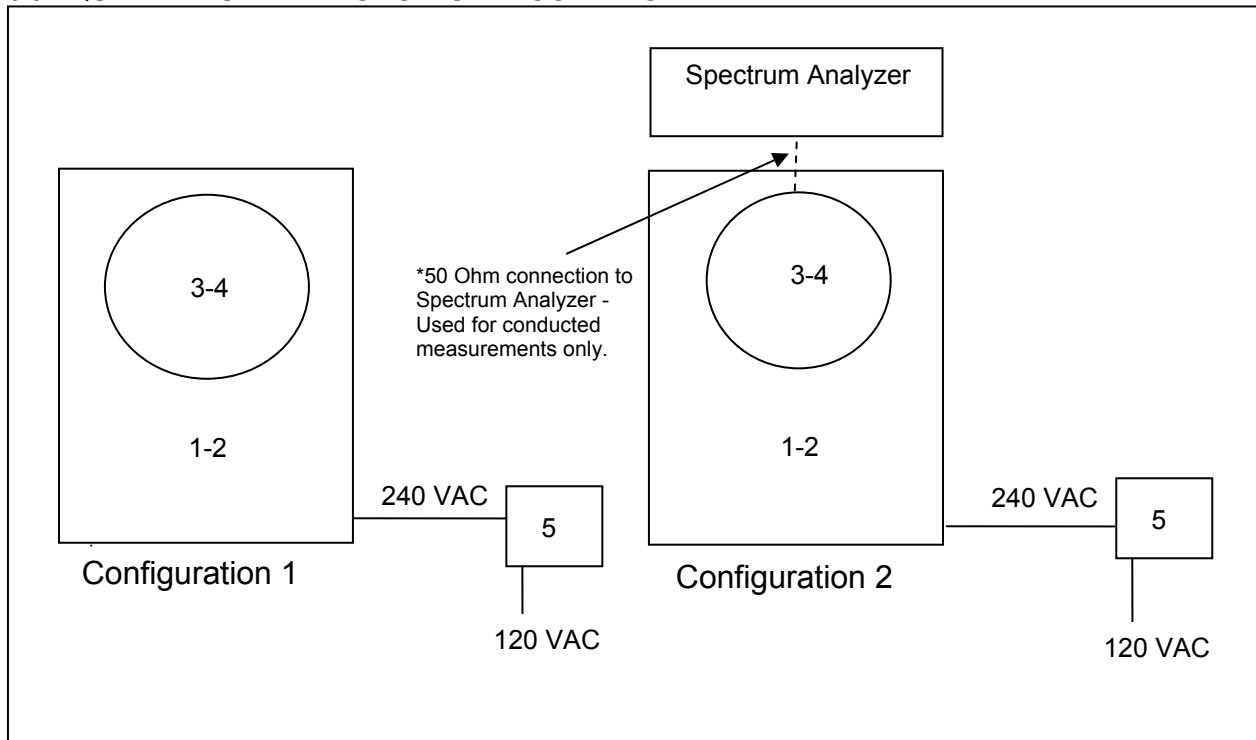 Spectrum Analyzer
3-4
*50 Ohm connection to
Spectrum Analyzer -
Used for conducted
measurements only.
3-4
1-2
1-2
240 VAC
5
240 VAC
5
Configuration 1
Configuration 2
120 VAC
120 VAC